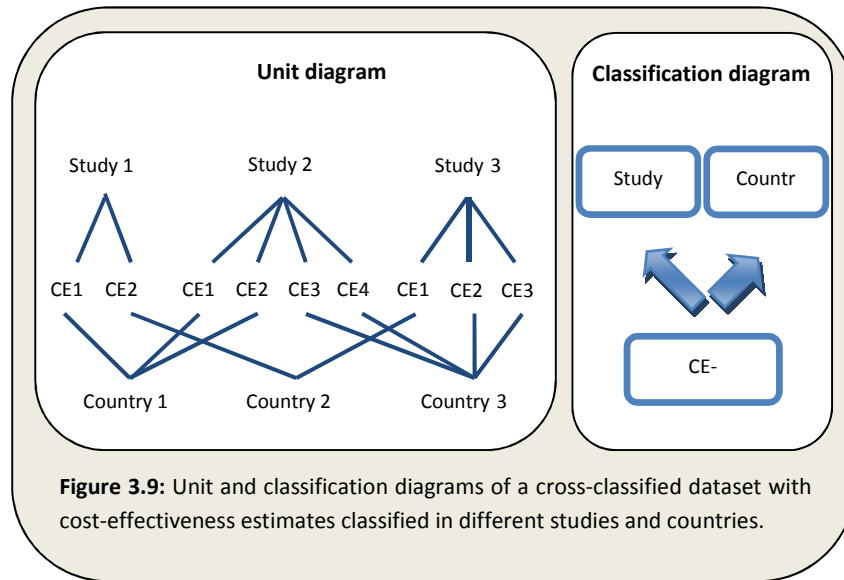 Unit diagram
Study 1 Study 2 Study 3
CE1 CE2 CE1 CE2 CE3 CE4 CE1 CE2 CE3
Country 1 Country 2 Country 3
Classification diagram
Study Countr
CE-
Figure 3.9: Unit and classification diagrams of a cross-classified dataset with
cost-effectiveness estimates classified in different studies and countries.